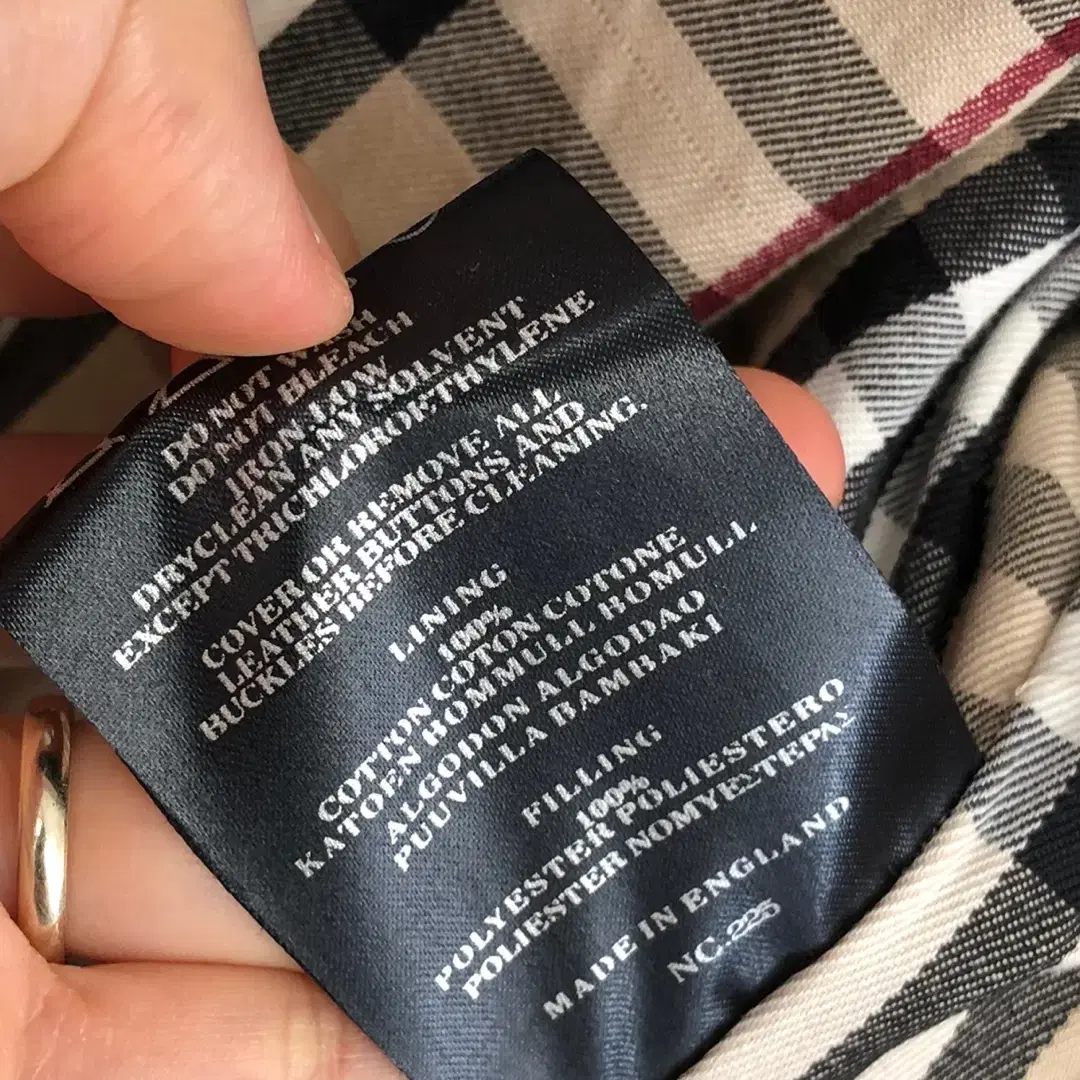 DO NOT WASH
DO NOT BLEACH
IRON LOW
DRYCLEAN ANY SOLVENT
EXCEPT TRICHLOROETHYLENE
COVER OR REMOVE ALL
LEATHER BUTTONS AND
BUCKLES BEFORE CLEANING.
LINING
100%
COTTON COTON COTONE
KATOEN BOMMULL BOMULL
ALGODON ALGODAO
PUUVILLA BAMBAKI
FILLING
100%
POLYESTER POLIESTERO
POLIESTER ΠΟΛΥΕΣΤΕΡΑΣ
MADE IN ENGLAND
NC.225